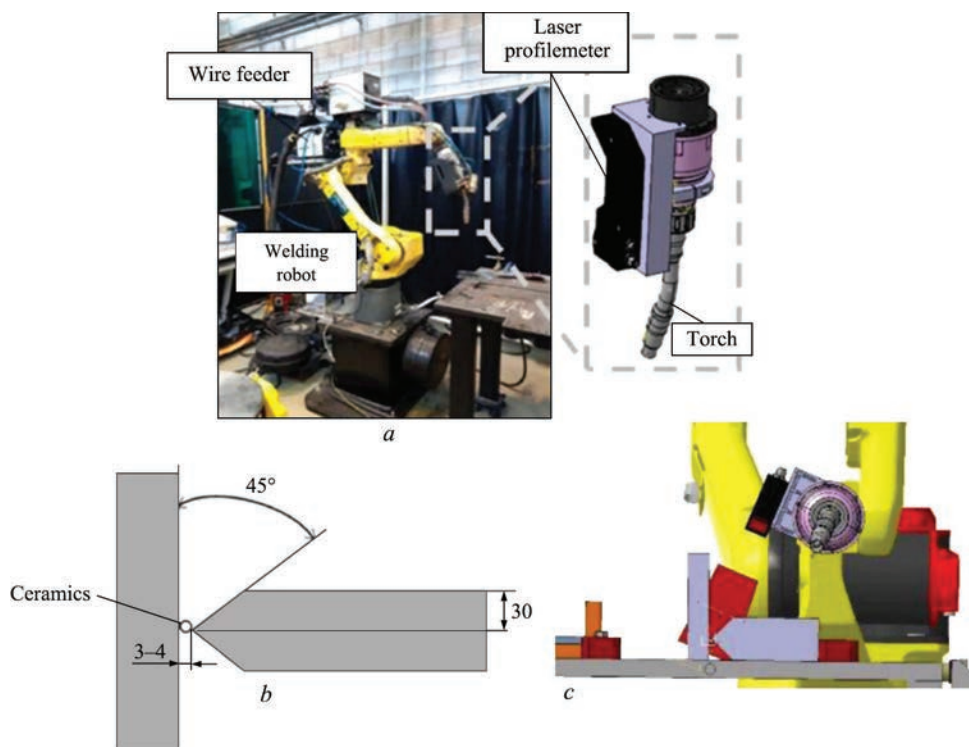 Laser
profilemeter
Wire feeder
Welding
robot
Torch
a
45°
Ceramics
30
3–4
b
c